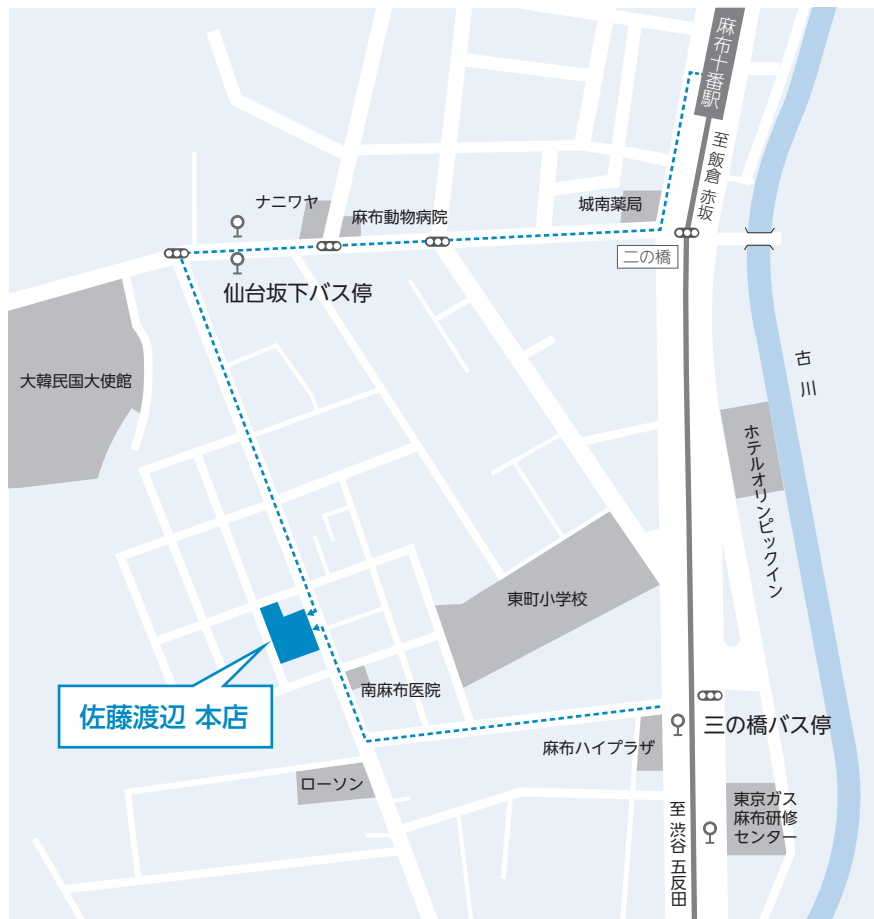 麻布十番駅
至 飯倉 赤坂
ナニワヤ
麻布動物病院
城南薬局
二の橋
仙台坂下バス停
大韓民国大使館
古川
ホテルオリンピックイン
東町小学校
南麻布医院
佐藤渡辺 本店
三の橋バス停
麻布ハイプラザ
ローソン
東京ガス
麻布研修
センター
至 渋谷 五反田